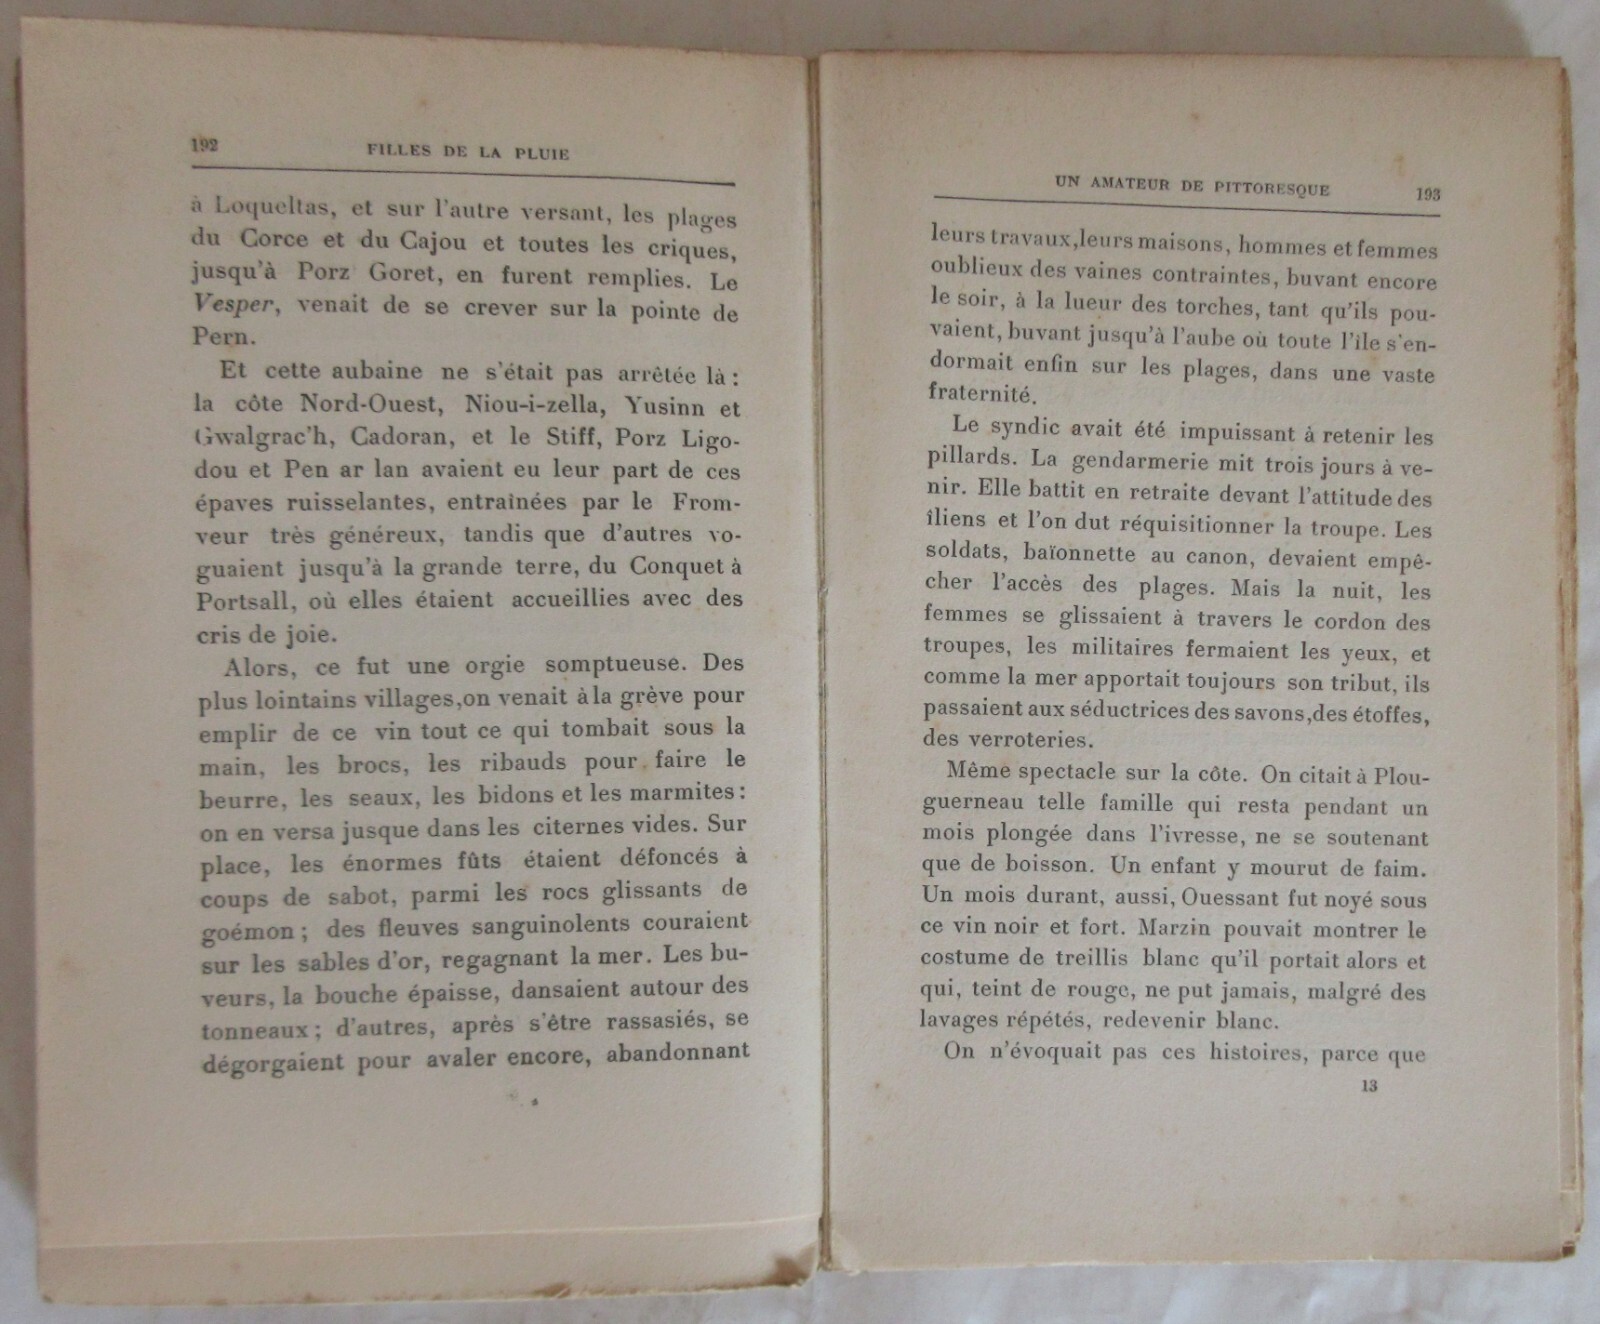 192
FILLES DE LA PLUIE
à Loqueltas, et sur l'autre versant, les plages
du Corce et du Cajou et toutes les criques,
jusqu'à Porz Goret, en furent remplies. Le
Vesper, venait de se crever sur la pointe de
Pern.
Et cette aubaine ne s'était pas arrêtée là :
la côte Nord-Ouest, Niou-i-zella, Yusinn et
Gwalgrac'h, Cadoran, et le Stiff, Porz Ligo-
dou et Pen ar lan avaient eu leur part de ces
épaves ruisselantes, entraînées par le From-
veur très généreux, tandis que d'autres vo-
guaient jusqu'à la grande terre, du Conquet à
Portsall, où elles étaient accueillies avec des
cris de joie.
Alors, ce fut une orgie somptueuse. Des
plus lointains villages, on venait à la grève pour
emplir de ce vin tout ce qui tombait sous la
main, les brocs, les ribauds pour faire le
beurre, les seaux, les bidons et les marmites :
on en versa jusque dans les citernes vides. Sur
place, les énormes fûts étaient défoncés à
coups de sabot, parmi les rocs glissants de
goémon ; des fleuves sanguinolents couraient
sur les sables d'or, regagnant la mer. Les bu-
veurs, la bouche épaisse, dansaient autour des
tonneaux ; d'autres, après s'être rassasiés, se
dégorgaient pour avaler encore, abandonnant
UN AMATEUR DE PITTORESQUE
193
leurs travaux, leurs maisons, hommes et femmes
oublieux des vaines contraintes, buvant encore
le soir, à la lueur des torches, tant qu'ils pou-
vaient, buvant jusqu'à l'aube où toute l'île s'en-
dormait enfin sur les plages, dans une vaste
fraternité.
Le syndic avait été impuissant à retenir les
pillards. La gendarmerie mit trois jours à ve-
nir. Elle battit en retraite devant l'attitude des
îliens et l'on dut réquisitionner la troupe. Les
soldats, baïonnette au canon, devaient empê-
cher l'accès des plages. Mais la nuit, les
femmes se glissaient à travers le cordon des
troupes, les militaires fermaient les yeux, et
comme la mer apportait toujours son tribut, ils
passaient aux séductrices des savons, des étoffes,
des verroteries.
Même spectacle sur la côte. On citait à Plou-
guerneau telle famille qui resta pendant un
mois plongée dans l'ivresse, ne se soutenant
que de boisson. Un enfant y mourut de faim.
Un mois durant, aussi, Ouessant fut noyé sous
ce vin noir et fort. Marzin pouvait montrer le
costume de treillis blanc qu'il portait alors et
qui, teint de rouge, ne put jamais, malgré des
lavages répétés, redevenir blanc.
On n'évoquait pas ces histoires, parce que
13